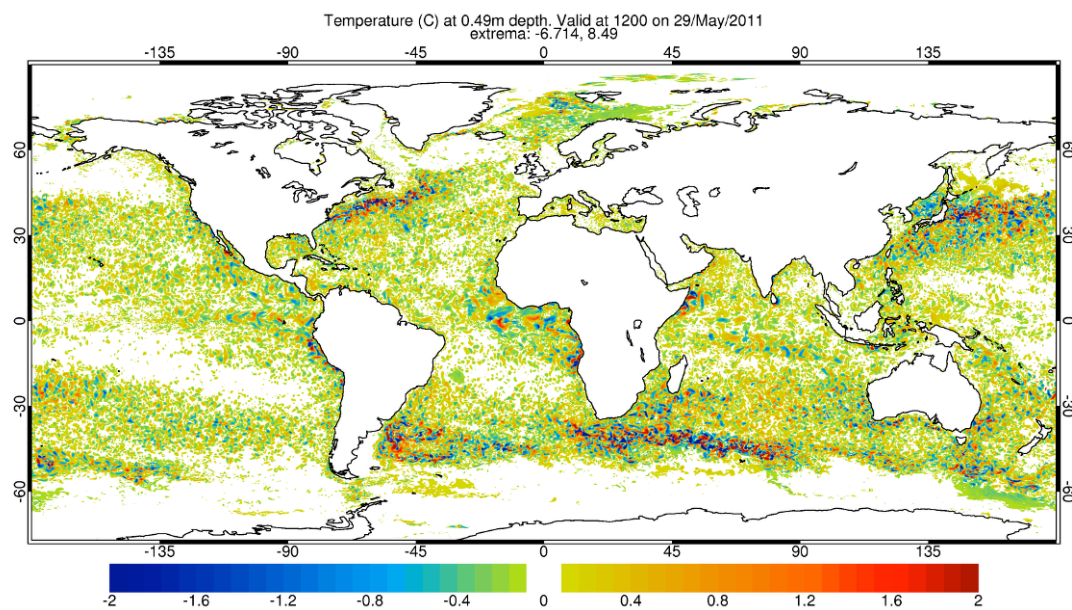 Temperature (C) at 0.49m depth. Valid at 1200 on 29/May/2011
extrema: -6.714, 8.49
-135 -90 -45 0 45 90 135
60 60
30 30
0 0
-30 -30
-60 -60
-135 -90 -45 0 45 90 135
-2 -1.6 -1.2 -0.8 -0.4 0 0.4 0.8 1.2 1.6 2